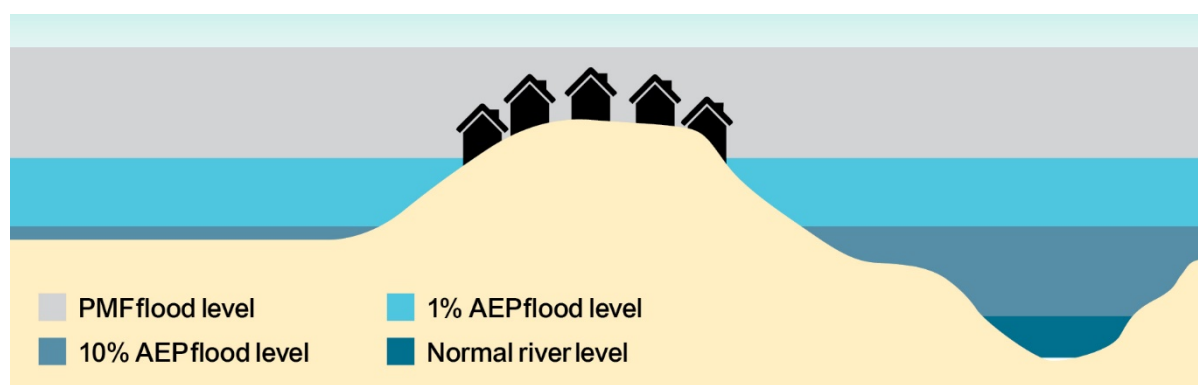 PMF flood level
1% AEP flood level
10% AEP flood level
Normal river level